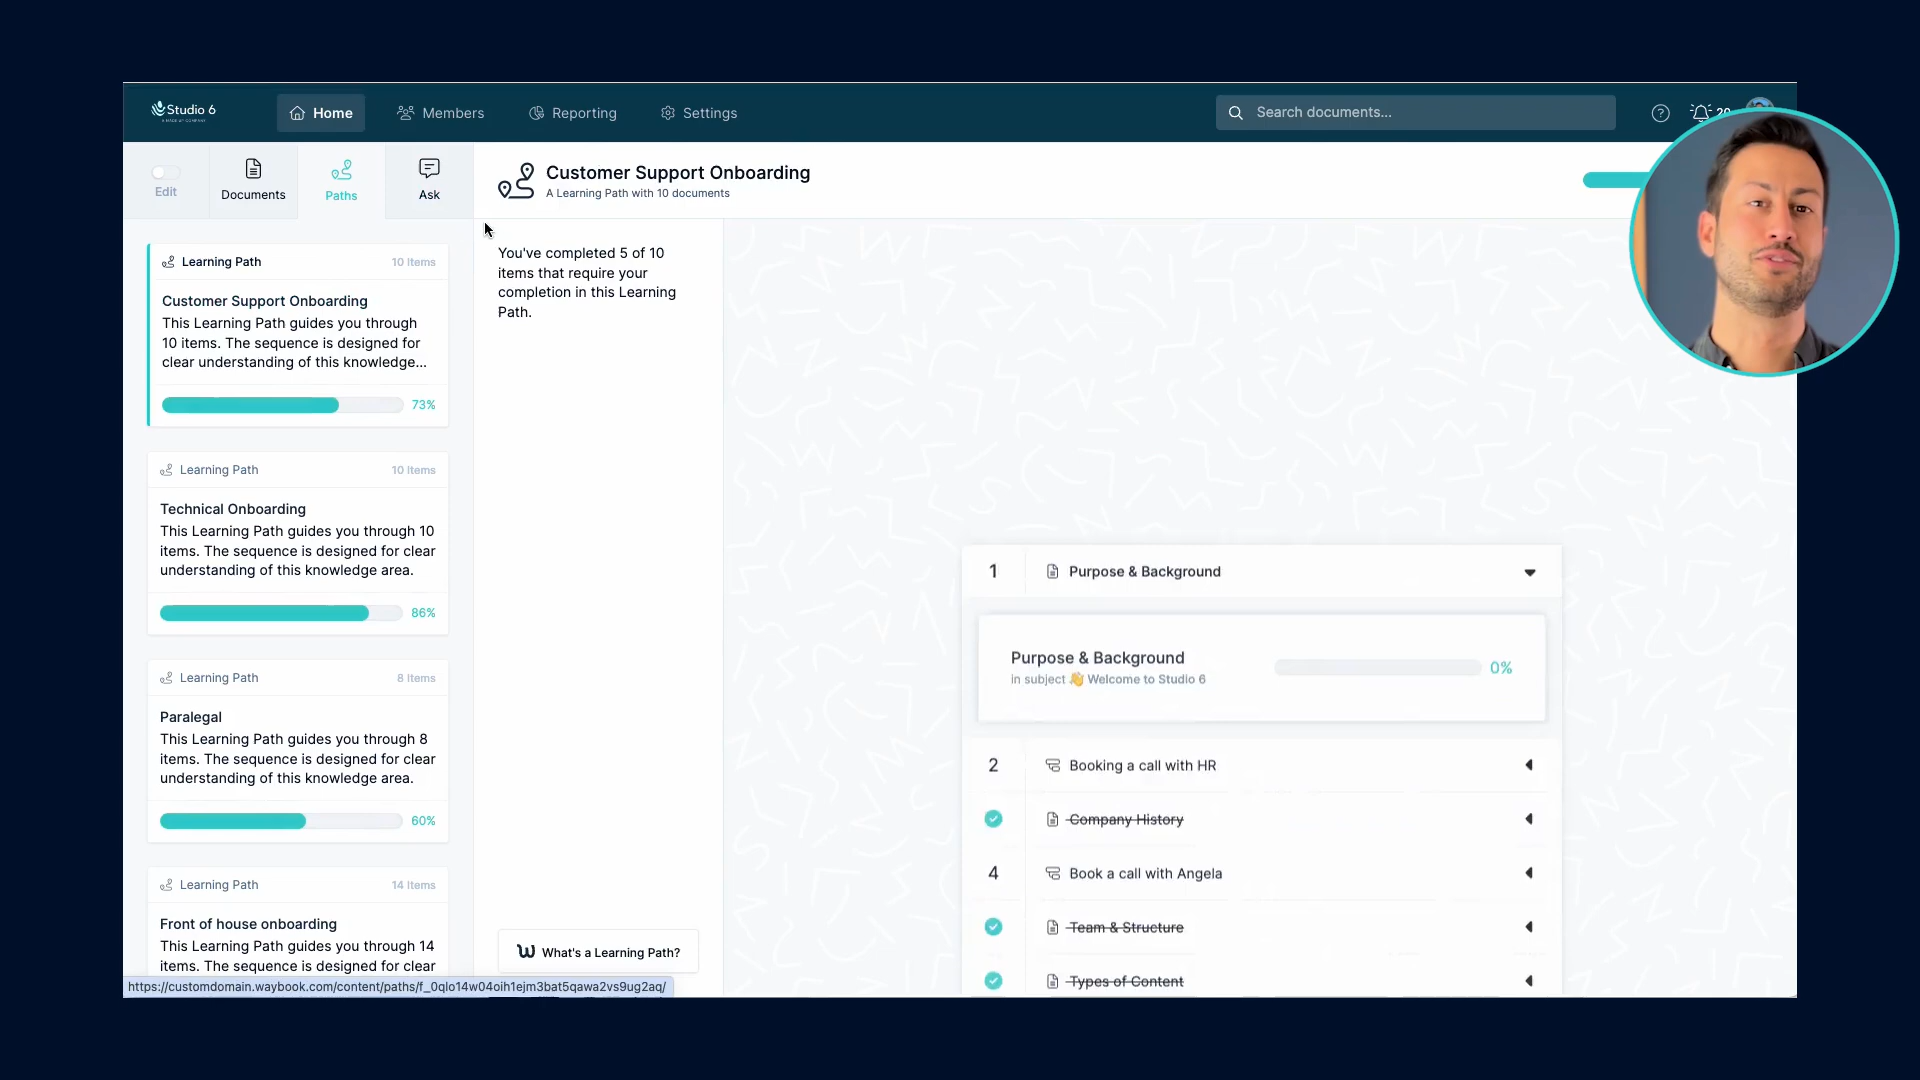 Studio 6
Home
Members
Reporting
Settings
Search documents...
Edit
Documents
Paths
Ask
Customer Support Onboarding
A Learning Path with 10 documents
Learning Path
10 Items
Customer Support Onboarding
This Learning Path guides you through
10 items. The sequence is designed for
clear understanding of this knowledge...
73%
Learning Path
10 Items
Technical Onboarding
This Learning Path guides you through 10
items. The sequence is designed for clear
understanding of this knowledge area.
86%
Learning Path
8 Items
Paralegal
This Learning Path guides you through 8
items. The sequence is designed for clear
understanding of this knowledge area.
60%
Learning Path
14 Items
Front of house onboarding
This Learning Path guides you through 14
items. The sequence is designed for clear
https://customdomain.waybook.com/content/paths/f_0qlo14w04oih1ejm3bat5qawa2vs9ug2aq/
You've completed 5 of 10
items that require your
completion in this Learning
Path.
What's a Learning Path?
1
Purpose & Background
Purpose & Background
in subject 👋 Welcome to Studio 6
0%
2
Booking a call with HR
Company History
4
Book a call with Angela
Team & Structure
Types of Content